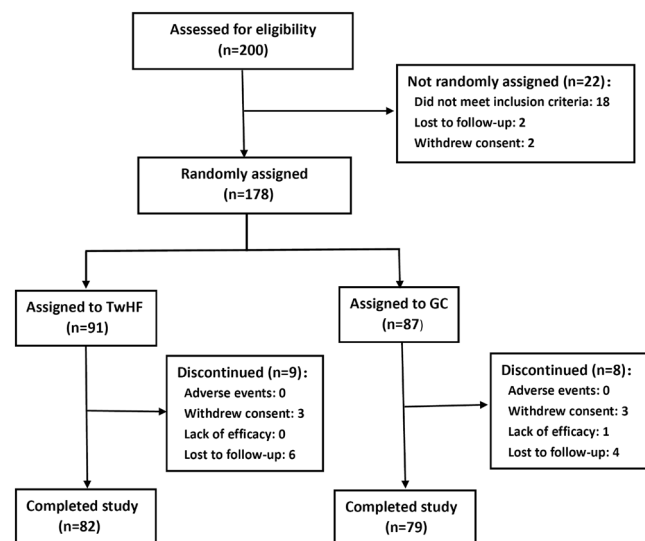 Assessed for eligibility
(n=200)
Not randomly assigned (n=22)：
Did not meet inclusion criteria: 18
Lost to follow-up: 2
Withdrew consent: 2
Randomly assigned
(n=178)
Assigned to TwHF
(n=91)
Assigned to GC
(n=87)
Discontinued (n=9)：
Adverse events: 0
Withdrew consent: 3
Lack of efficacy: 0
Lost to follow-up: 6
Discontinued (n=8)：
Adverse events: 0
Withdrew consent: 3
Lack of efficacy: 1
Lost to follow-up: 4
Completed study
(n=82)
Completed study
(n=79)